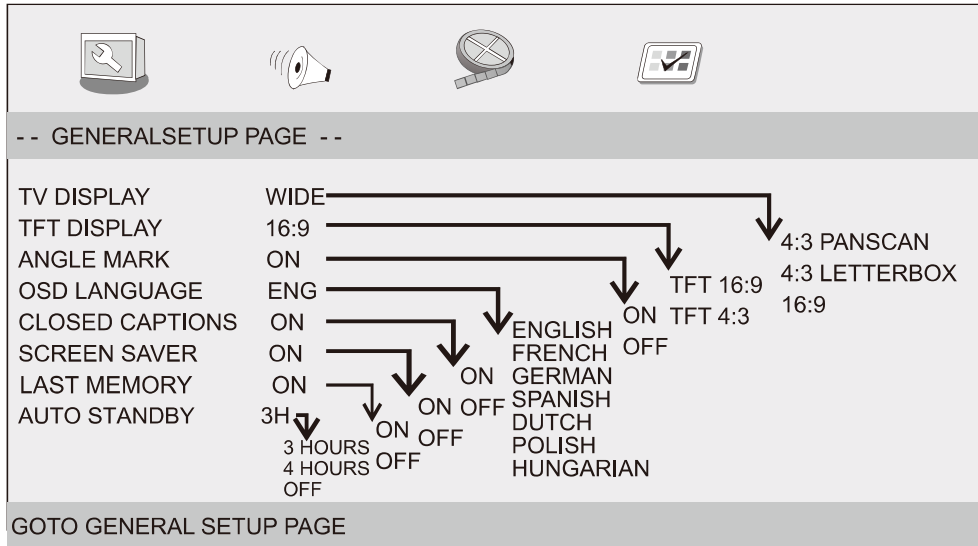 -- GENERALSETUP PAGE --
TV DISPLAY WIDE
TFT DISPLAY 16:9
ANGLE MARK ON
OSD LANGUAGE ENG
CLOSED CAPTIONS ON
SCREEN SAVER ON
LAST MEMORY ON
AUTO STANDBY 3H
3 HOURS
4 HOURS
OFF
ON
OFF
ON
OFF
ON
OFF
ENGLISH
FRENCH
GERMAN
SPANISH
DUTCH
POLISH
HUNGARIAN
ON
OFF
TFT 16:9
TFT 4:3
4:3 PANSCAN
4:3 LETTERBOX
16:9
GOTO GENERAL SETUP PAGE